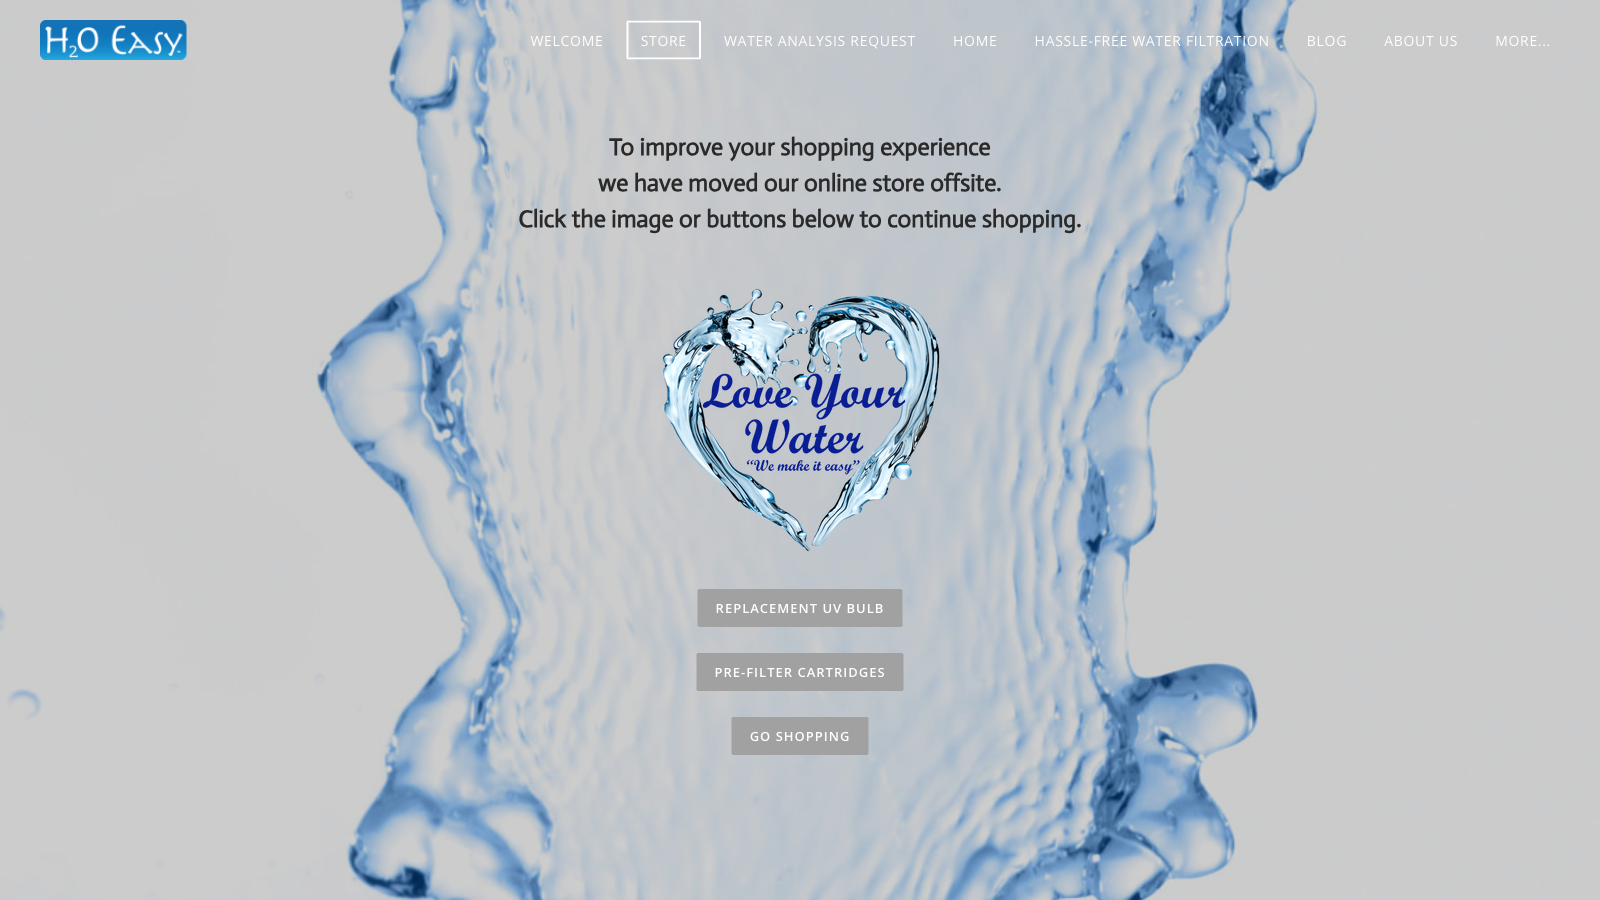 H2O Easy
WELCOME
STORE
WATER ANALYSIS REQUEST
HOME
HASSLE-FREE WATER FILTRATION
BLOG
ABOUT US
MORE...
To improve your shopping experience
we have moved our online store offsite.
Click the image or buttons below to continue shopping.
Love Your
Water
“We make it easy”
REPLACEMENT UV BULB
PRE-FILTER CARTRIDGES
GO SHOPPING